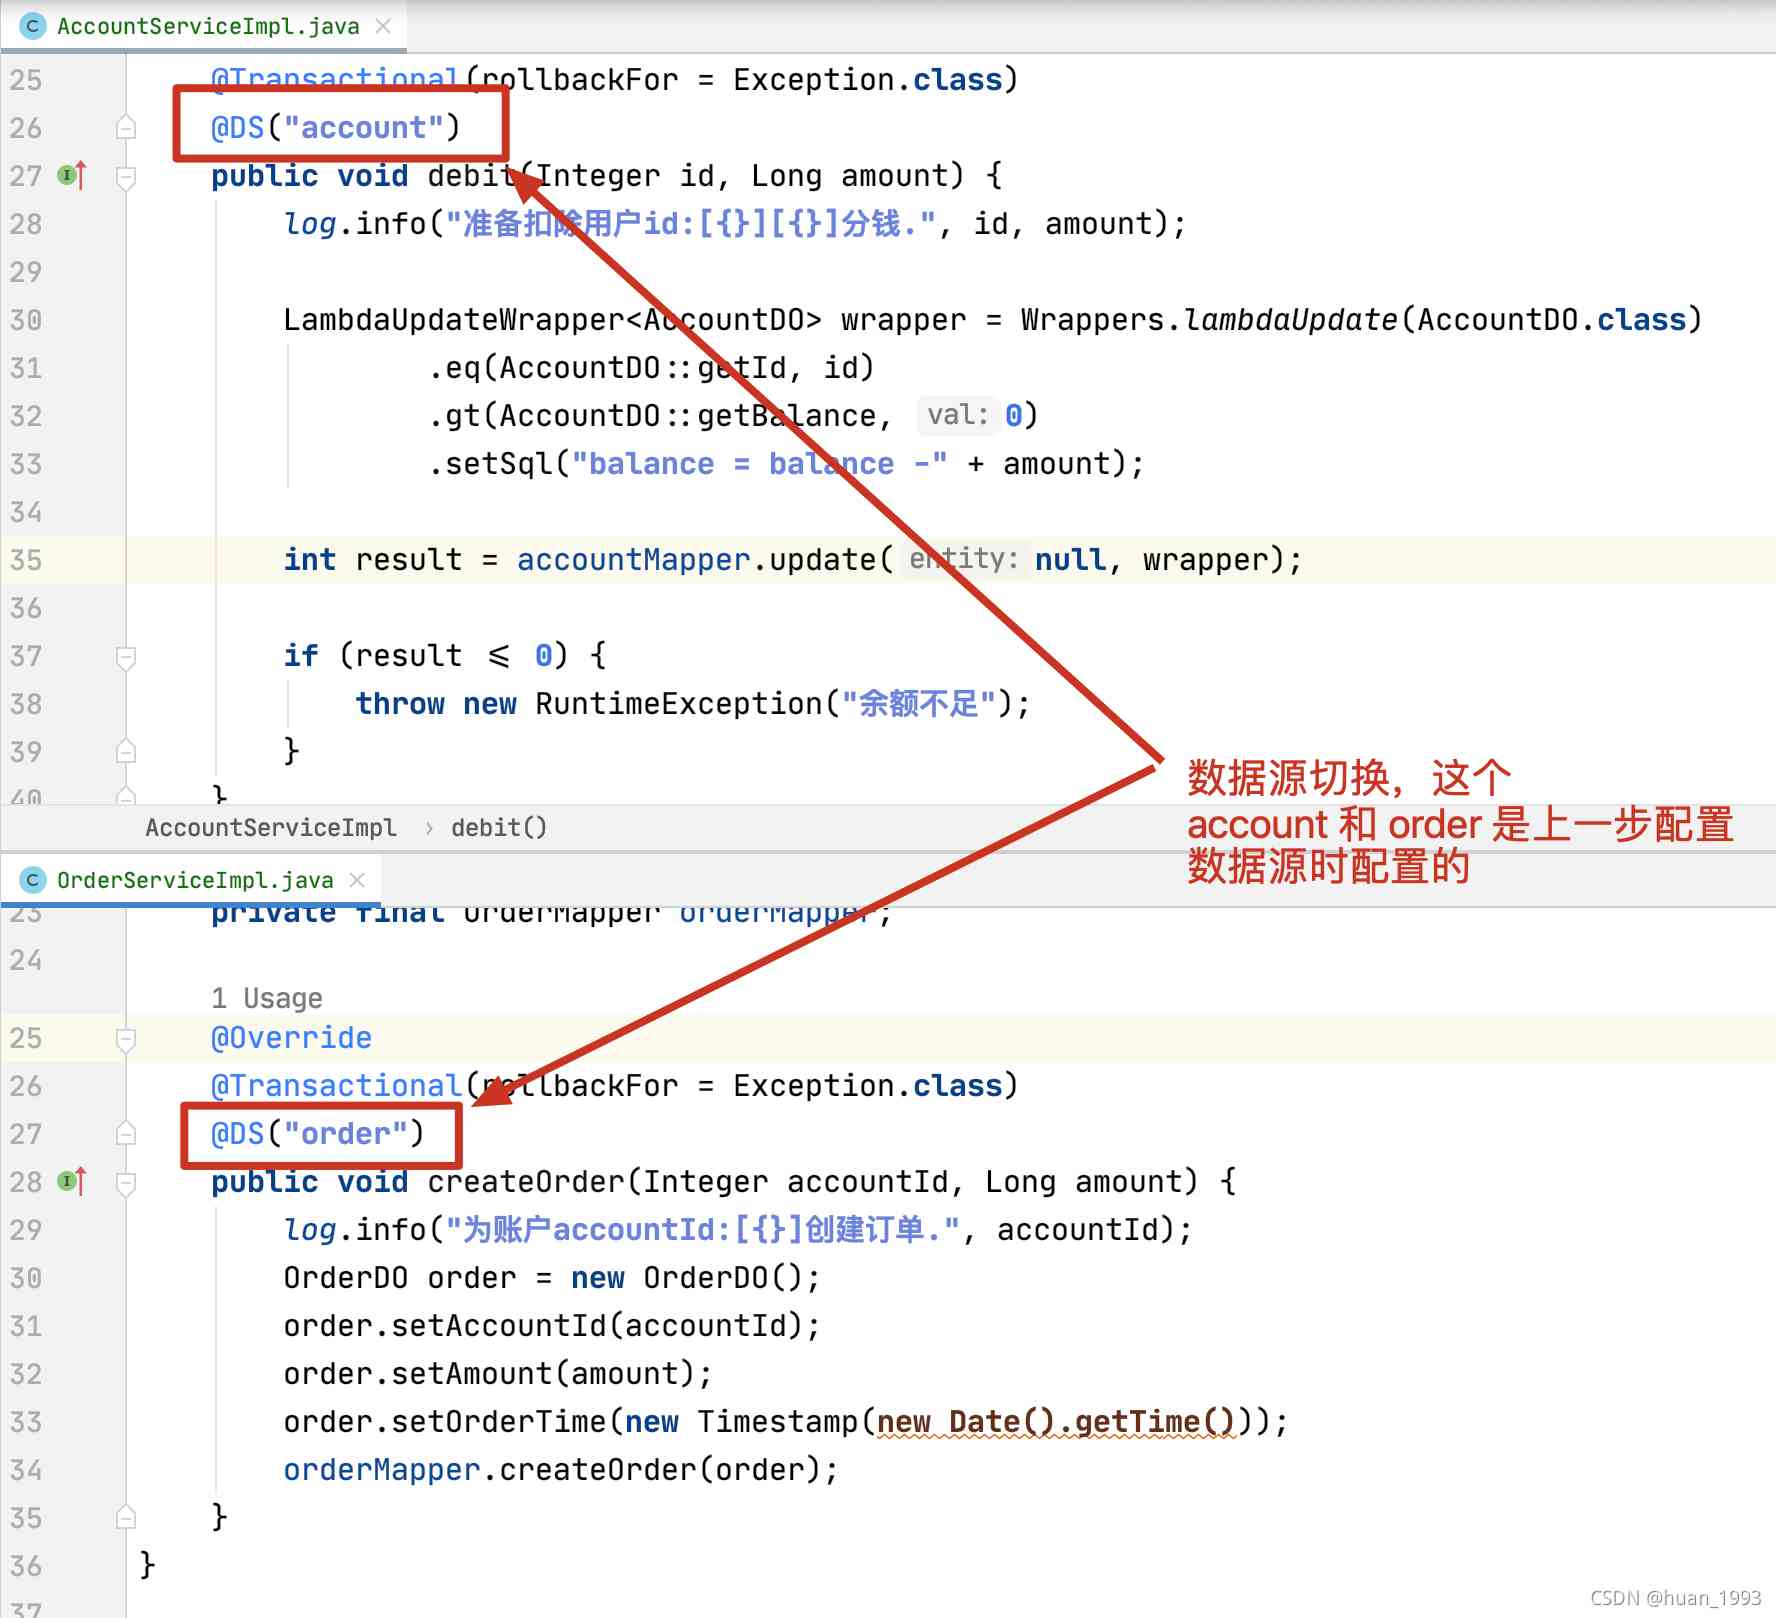 AccountServiceImpl.java
25 @Transactional(rollbackFor = Exception.class)
26 @DS("account")
27 public void debit(Integer id, Long amount) {
28 log.info("准备扣除用户id:[{}][{}]分钱.", id, amount);
29
30 LambdaUpdateWrapper<AccountDO> wrapper = Wrappers.lambdaUpdate(AccountDO.class)
31 .eq(AccountDO::getId, id)
32 .gt(AccountDO::getBalance, val: 0)
33 .setSql("balance = balance -" + amount);
34
35 int result = accountMapper.update( entity: null, wrapper);
36
37 if (result ⩽ 0) {
38 throw new RuntimeException("余额不足");
39 }
40 }
数据源切换，这个
account 和 order 是上一步配置
数据源时配置的
AccountServiceImpl › debit()
OrderServiceImpl.java
23 private final OrderMapper orderMapper;
24
1 Usage
25 @Override
26 @Transactional(rollbackFor = Exception.class)
27 @DS("order")
28 public void createOrder(Integer accountId, Long amount) {
29 log.info("为账户accountId:[{}]创建订单.", accountId);
30 OrderDO order = new OrderDO();
31 order.setAccountId(accountId);
32 order.setAmount(amount);
33 order.setOrderTime(new Timestamp(new Date().getTime()));
34 orderMapper.createOrder(order);
35 }
36 }
37
CSDN @huan_1993